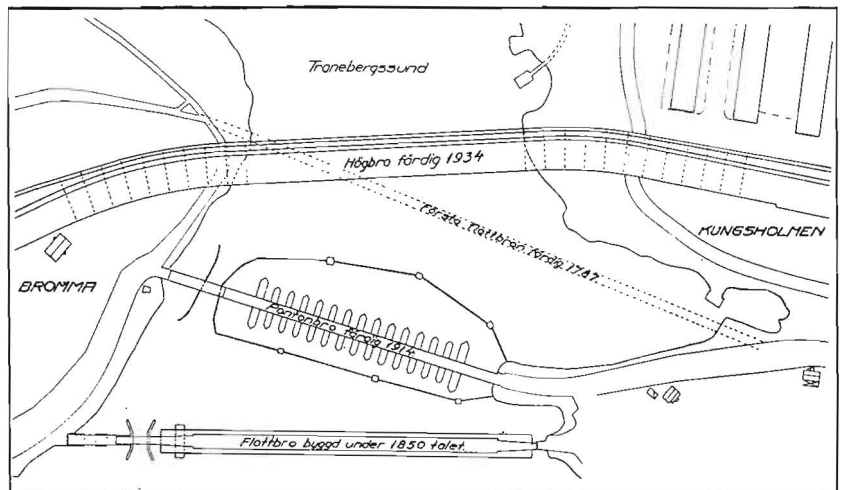 Tranebergssund
Högbro färdig 1934
Första flottbron färdig 1787.
KUNGSHOLMEN
BROMMA
Pontonbro färdig 1914
Flottbro byggd under 1850 talet.